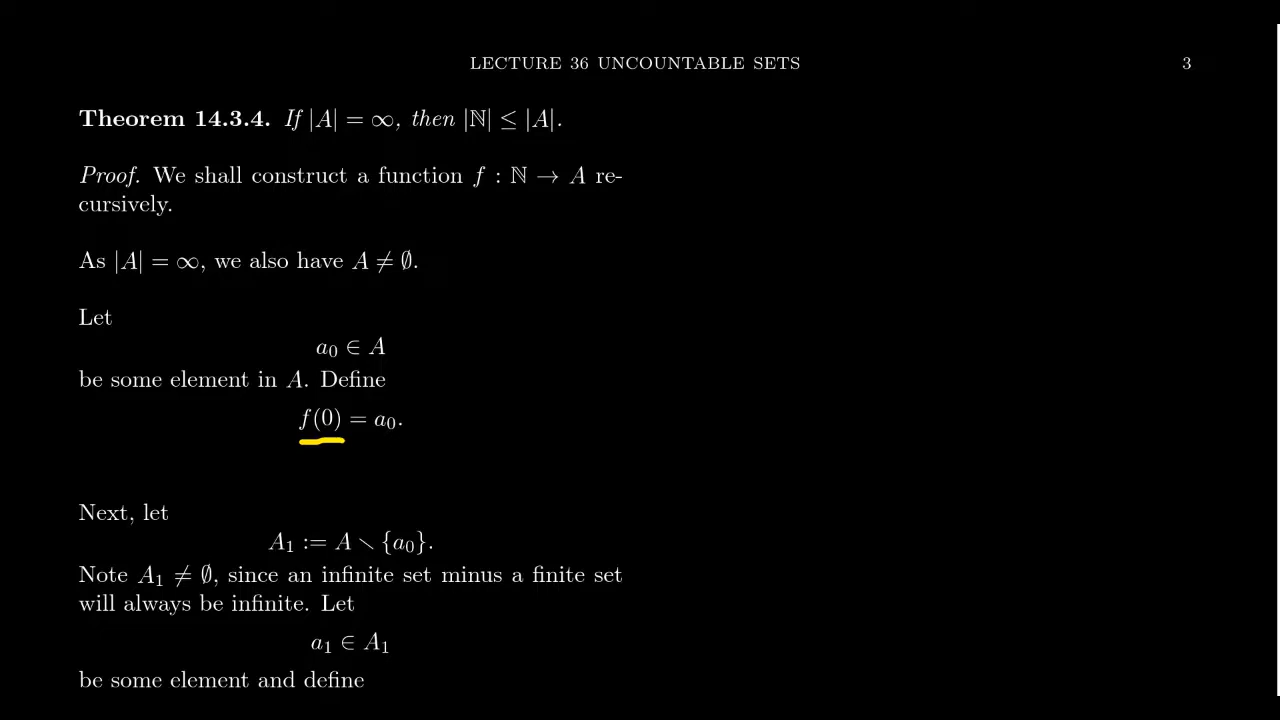 LECTURE 36 UNCOUNTABLE SETS 3
Theorem 14.3.4. If |A| = ∞, then |ℕ| ≤ |A|.
Proof. We shall construct a function f : ℕ → A re-
cursively.
As |A| = ∞, we also have A ≠ ∅.
Let
a₀ ∈ A
be some element in A. Define
f(0) = a₀.
Next, let
A₁ := A ∖ {a₀}.
Note A₁ ≠ ∅, since an infinite set minus a finite set
will always be infinite. Let
a₁ ∈ A₁
be some element and define